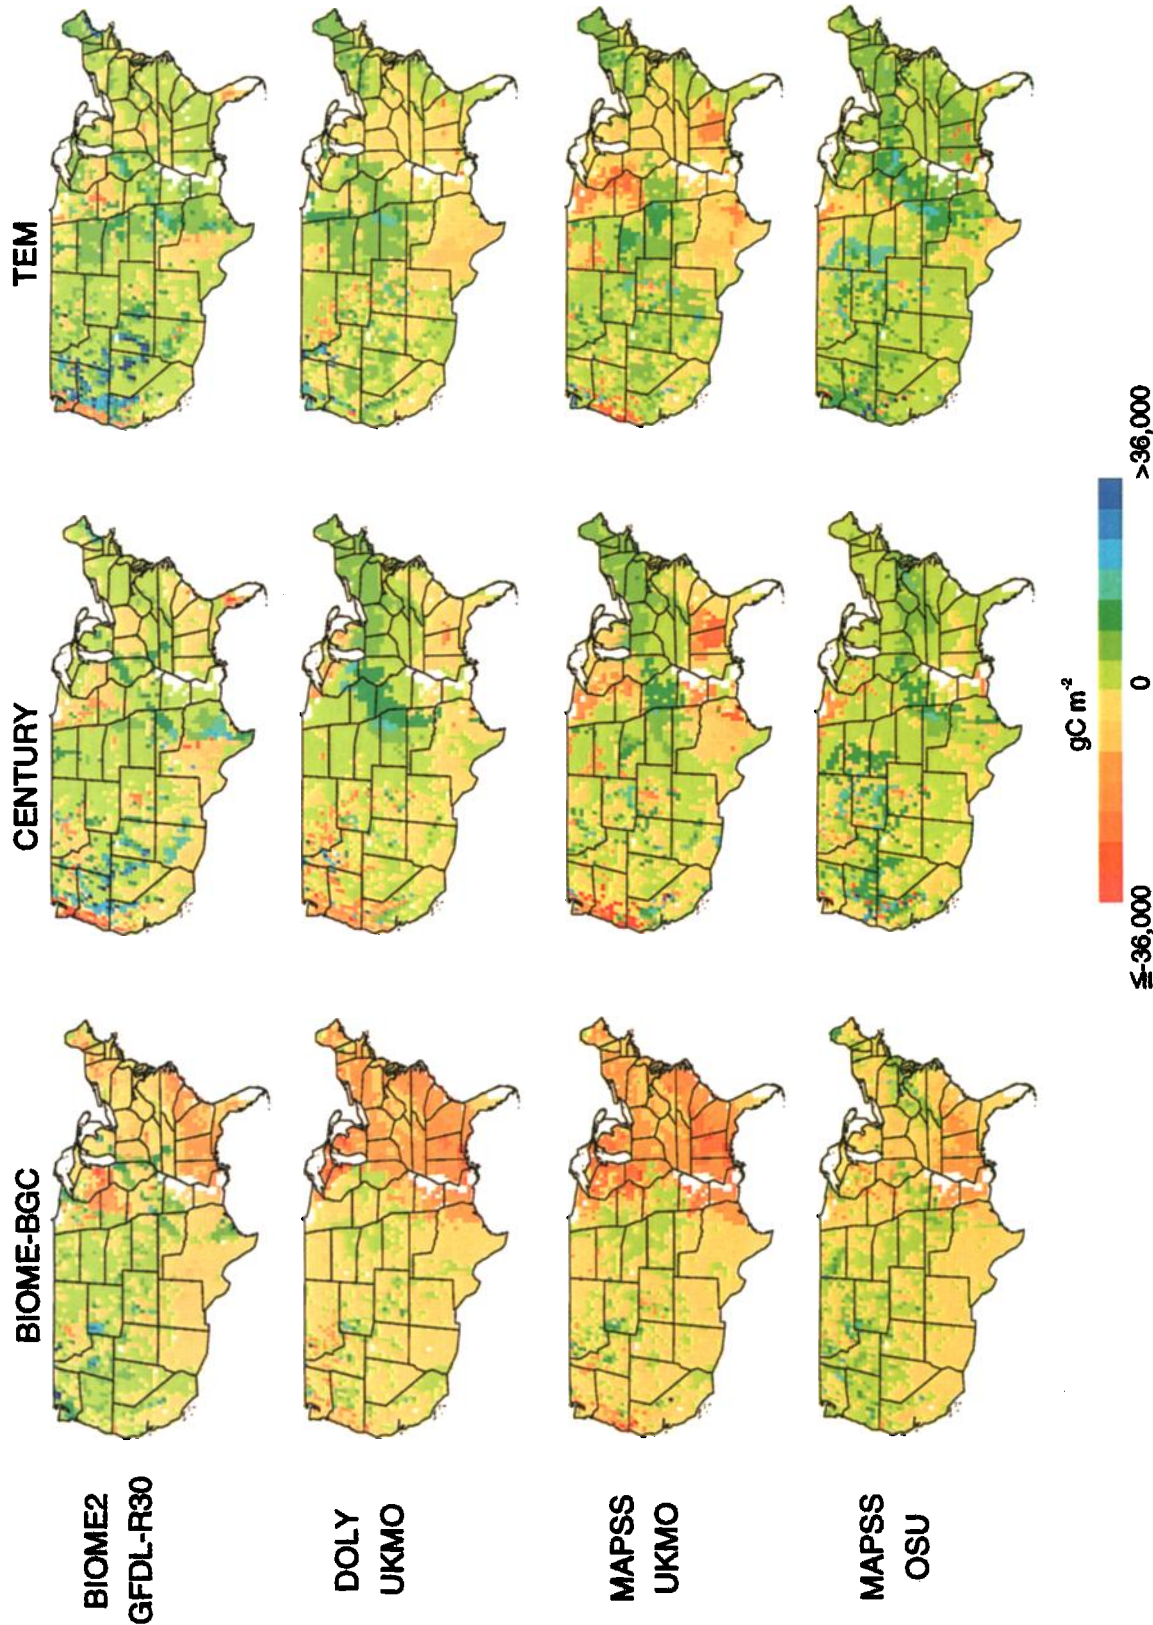 BIOME-BGC
CENTURY
TEM
BIOME2
GFDL-R30
DOLY
UKMO
MAPSS
UKMO
MAPSS
OSU
gC m⁻²
≤-36,000
0
>36,000